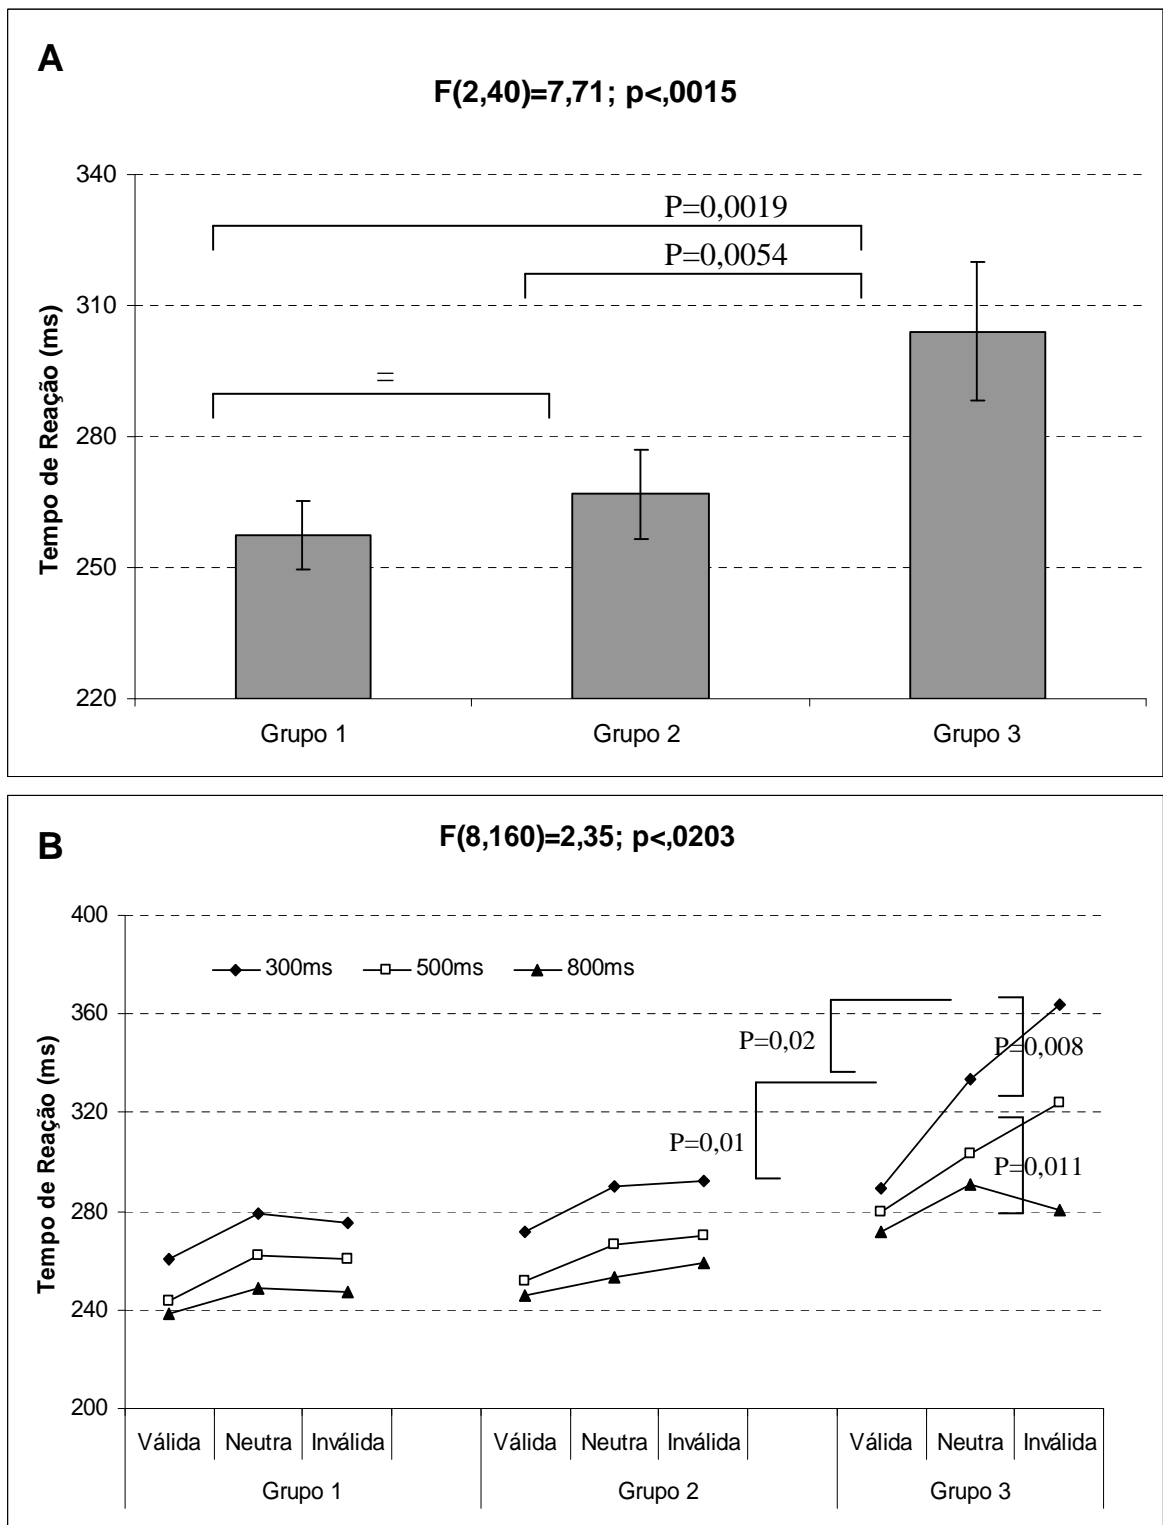 A
F(2,40)=7,71; p<,0015
340
P=0,0019
P=0,0054
310
=
280
250
220
Tempo de Reação (ms)
Grupo 1 Grupo 2 Grupo 3
B
F(8,160)=2,35; p<,0203
400
300ms 500ms 800ms
360
P=0,02 P=0,008
320
P=0,01 P=0,011
280
240
200
Tempo de Reação (ms)
Válida Neutra Inválida Válida Neutra Inválida Válida Neutra Inválida
Grupo 1 Grupo 2 Grupo 3